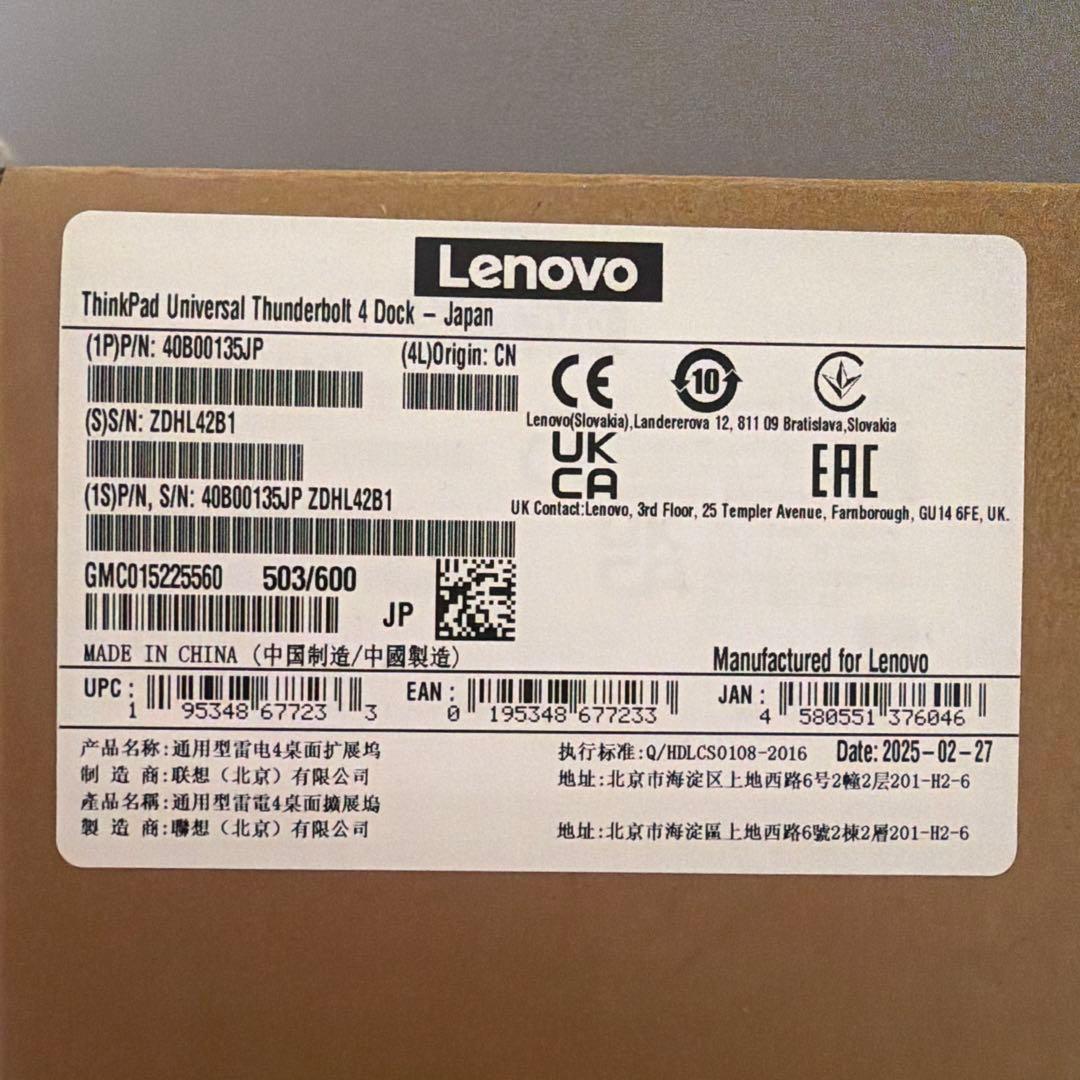 Lenovo
ThinkPad Universal Thunderbolt 4 Dock – Japan
(1P)P/N: 40B00135JP
(4L)Origin: CN
(S)S/N: ZDHL42B1
(1S)P/N, S/N: 40B00135JP ZDHL42B1
GMC015225560 503/600
JP
CE
10
Lenovo(Slovakia),Landererova 12, 811 09 Bratislava,Slovakia
UK
CA
EAC
UK Contact:Lenovo, 3rd Floor, 25 Templer Avenue, Farnborough, GU14 6FE, UK.
MADE IN CHINA (中国制造/中國製造)
Manufactured for Lenovo
UPC: 1 95348 67723 3
EAN: 0 195348 677233
JAN: 4 580551 376046
产品名称:通用型雷电4桌面扩展坞
执行标准:Q/HDLCS0108-2016 Date: 2025-02-27
制 造 商:联想（北京）有限公司
地址:北京市海淀区上地西路6号2幢2层201-H2-6
產品名稱:通用型雷電4桌面擴展塢
製 造 商:聯想（北京）有限公司
地址:北京市海淀區上地西路6號2棟2層201-H2-6